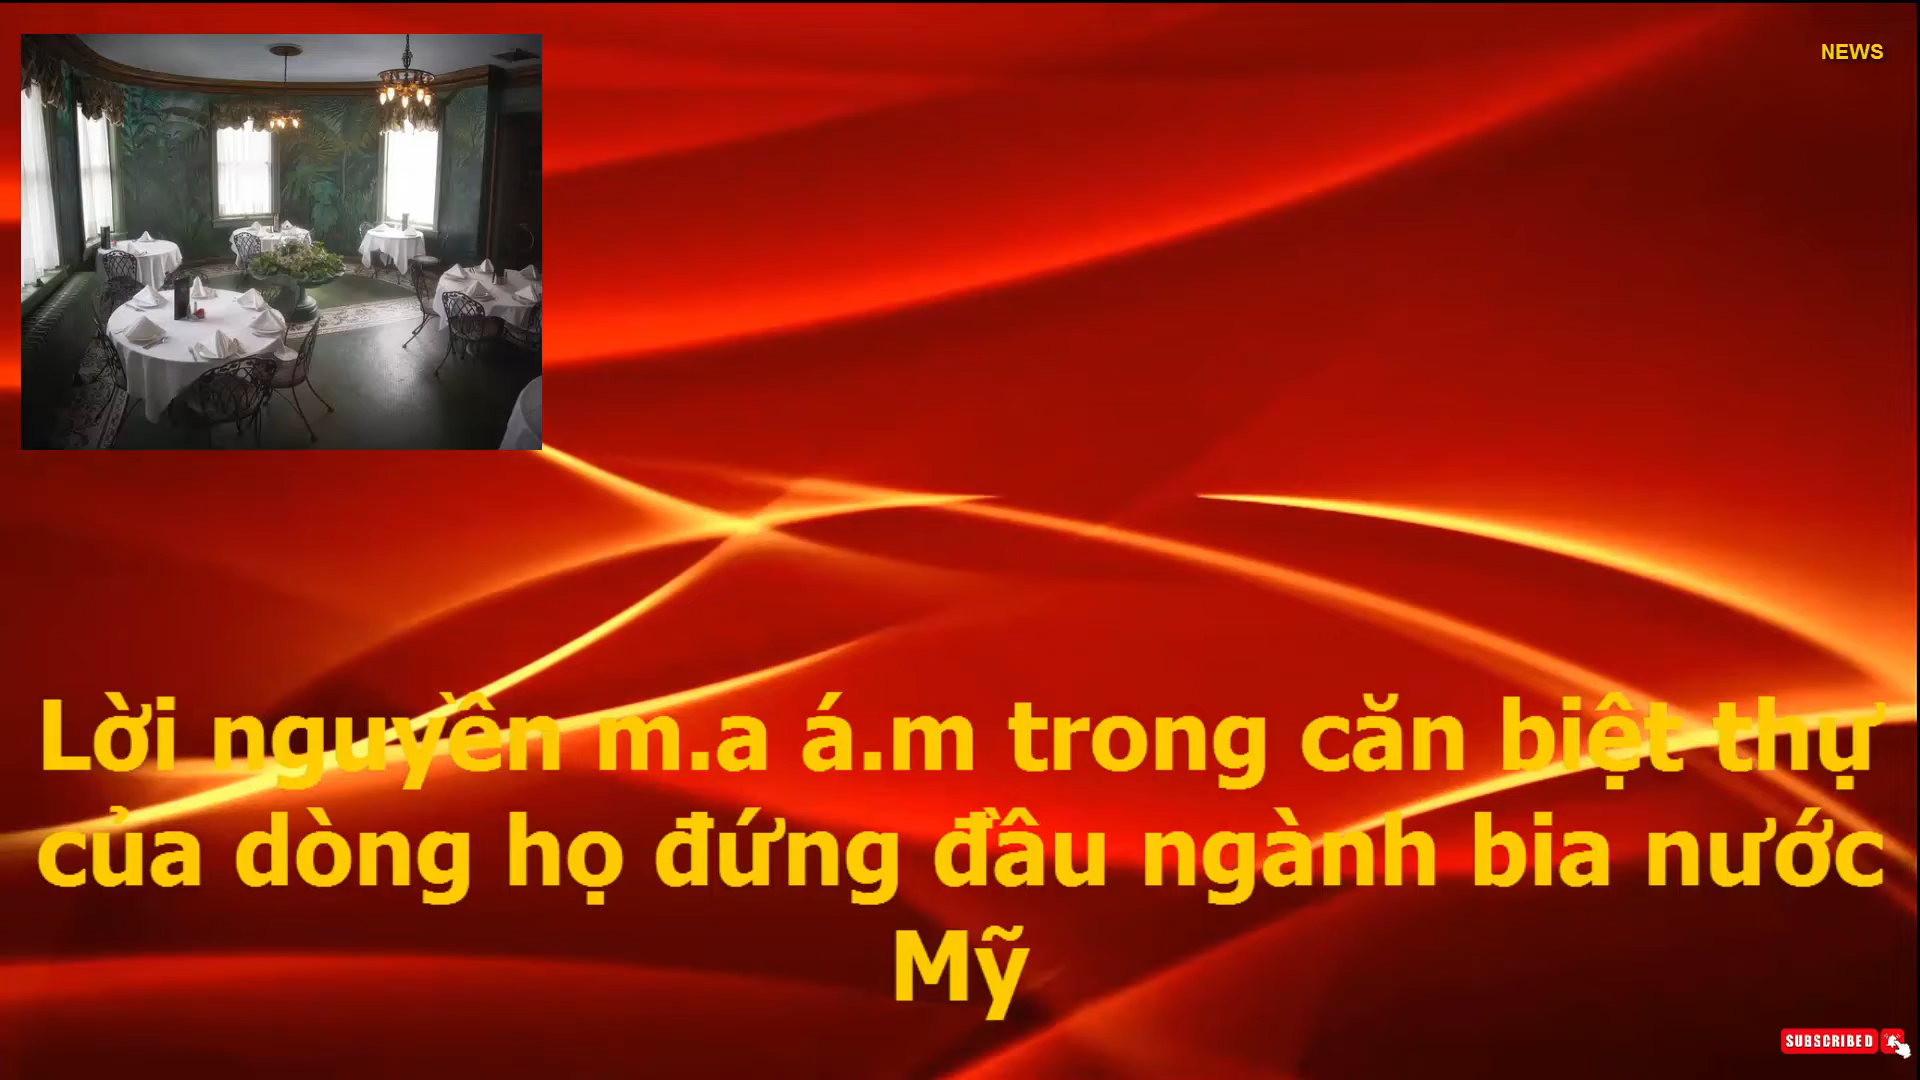 NEWS
Lời nguyền m.a á.m trong căn biệt thự
của dòng họ đứng đầu ngành bia nước
Mỹ
SUBSCRIBED